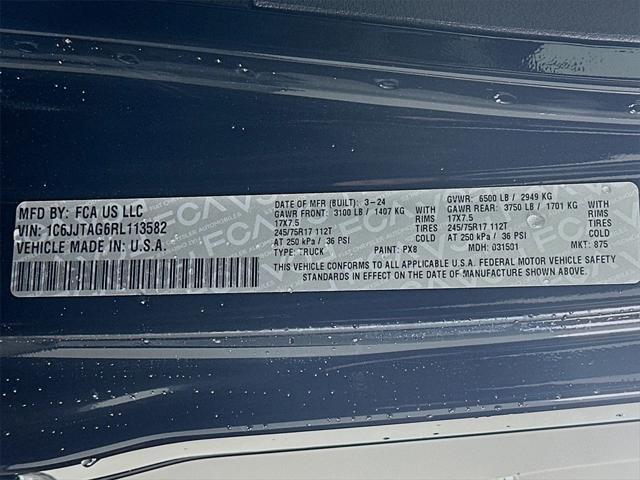 MFD BY: FCA US LLC
VIN: 1C6JJTAG6RL113582
VEHICLE MADE IN U.S.A.
DATE OF MFR (BUILT): 3-24 GVWR: 6500 LB / 2949 KG
GAWR FRONT: 3100 LB / 1407 KG WITH GAWR REAR: 3750 LB / 1701 KG WITH
17X7.5 RIMS 17X7.5 RIMS
245/75R17 112T TIRES 245/75R17 112T TIRES
AT 250 kPa / 36 PSI COLD AT 250 kPa / 36 PSI COLD
TYPE: TRUCK PAINT: PX8 MDH: 031501 MKT: 875
THIS VEHICLE CONFORMS TO ALL APPLICABLE U.S.A. FEDERAL MOTOR VEHICLE SAFETY
STANDARDS IN EFFECT ON THE DATE OF MANUFACTURE SHOWN ABOVE.